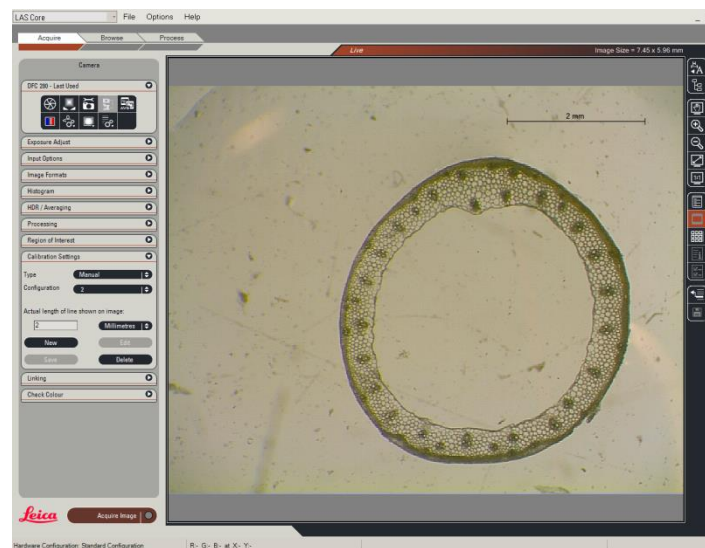 LAS Core File Options Help
Acquire Browse Process
Live Image Size = 7.45 x 5.96 mm
Camera
DFC 280 - Last Used
2 mm
Exposure Adjust
Input Options
Image Formats
Histogram
HDR / Averaging
Processing
Region of Interest
Calibration Settings
Type Manual
Configuration 2
Actual length of line shown on image:
2 Millimetres
New Edit
Save Delete
Linking
Check Colour
Leica Acquire Image
Hardware Configuration: Standard Configuration R:- G:- B:- at X:- Y:-